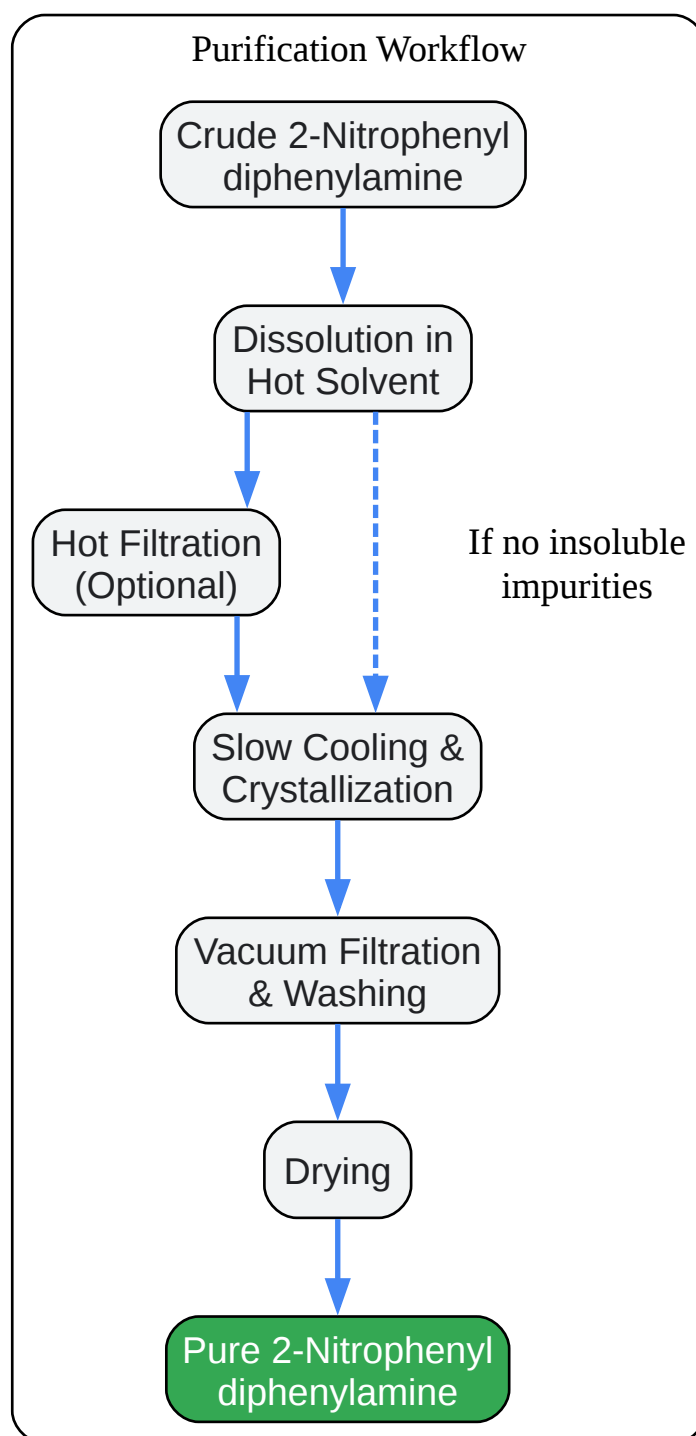 Purification Workflow
Crude 2-Nitrophenyl
diphenylamine
Dissolution in
Hot Solvent
Hot Filtration
(Optional)
If no insoluble
impurities
Slow Cooling &
Crystallization
Vacuum Filtration
& Washing
Drying
Pure 2-Nitrophenyl
diphenylamine